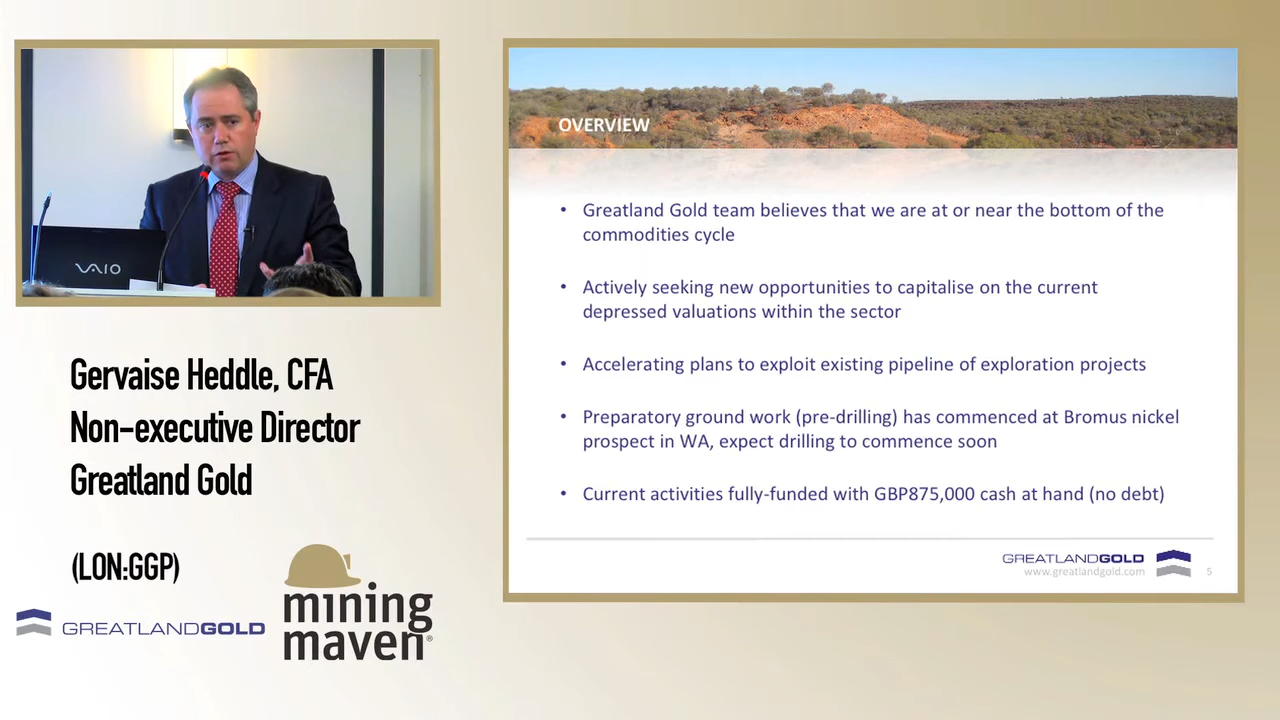 VAIO
Gervaise Heddle, CFA
Non-executive Director
Greatland Gold
(LON:GGP)
GREATLANDGOLD
mining
maven®
OVERVIEW
• Greatland Gold team believes that we are at or near the bottom of the
commodities cycle
• Actively seeking new opportunities to capitalise on the current
depressed valuations within the sector
• Accelerating plans to exploit existing pipeline of exploration projects
• Preparatory ground work (pre-drilling) has commenced at Bromus nickel
prospect in WA, expect drilling to commence soon
• Current activities fully-funded with GBP875,000 cash at hand (no debt)
GREATLANDGOLD
www.greatlandgold.com
5